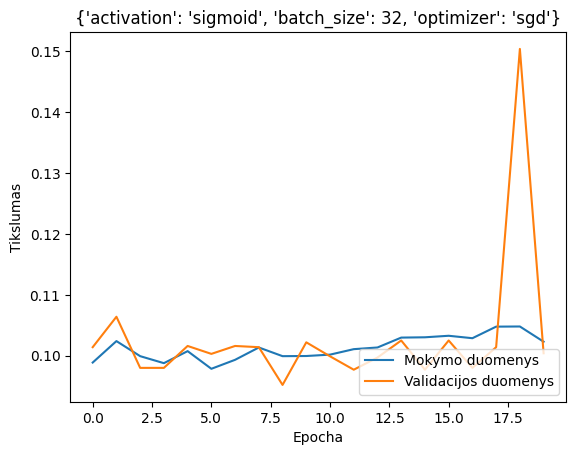 {'activation': 'sigmoid', 'batch_size': 32, 'optimizer': 'sgd'}
0.15
0.14
0.13
0.12
0.11
0.10
Tikslumas
Mokymo duomenys
Validacijos duomenys
0.0 2.5 5.0 7.5 10.0 12.5 15.0 17.5
Epocha